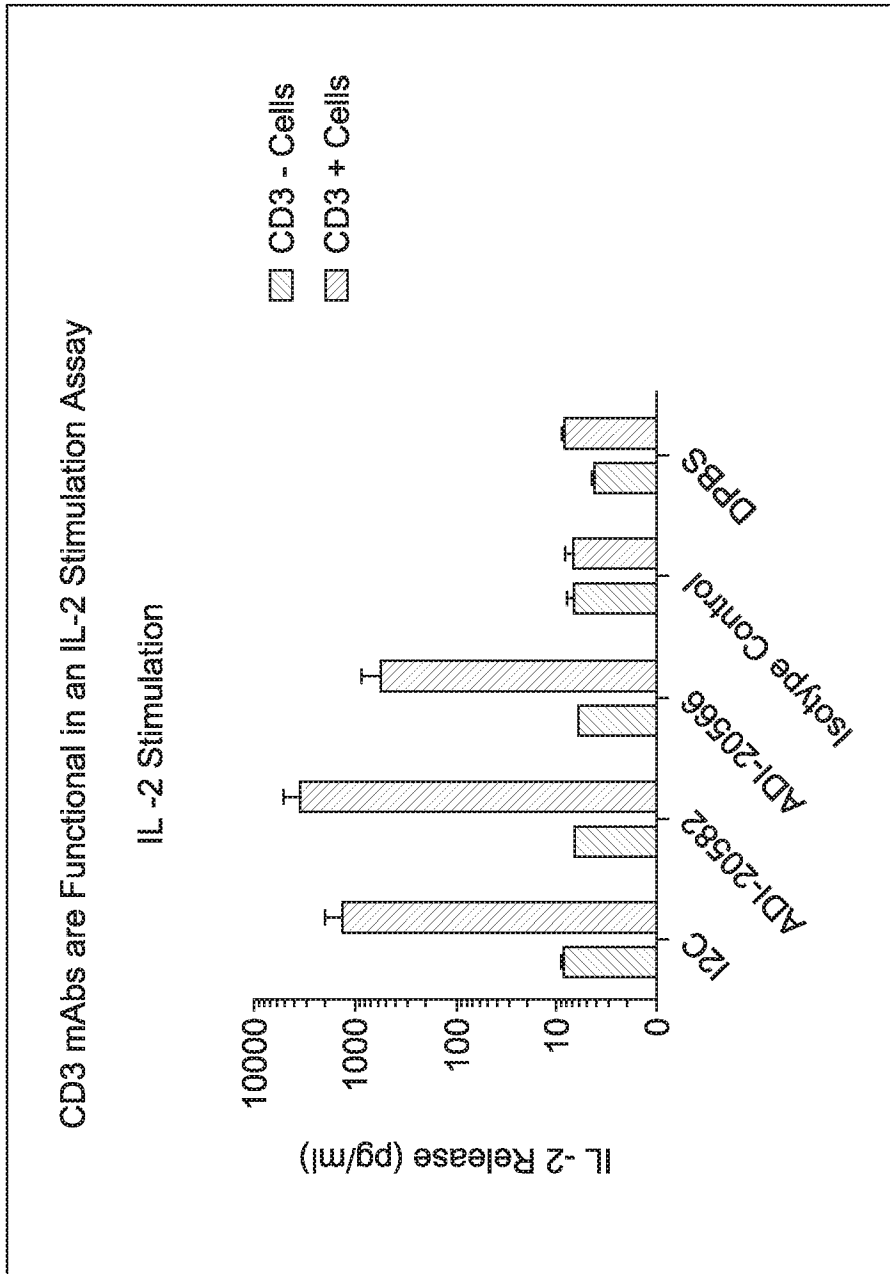 CD3 mAbs are Functional in an IL-2 Stimulation Assay
IL -2 Stimulation
CD3 - Cells
CD3 + Cells
IL -2 Release (pg/ml)
10000
1000
100
10
0
I2C
ADI-20582
ADI-20566
Isotype Control
DPBS